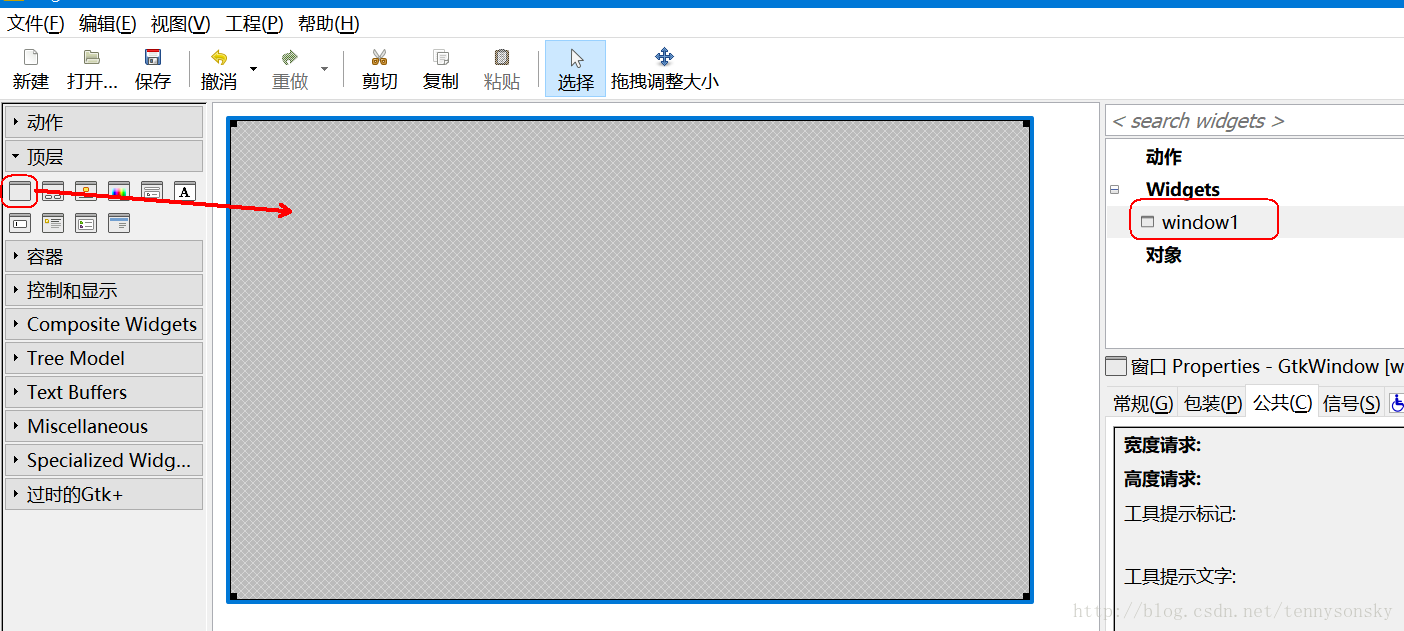 文件(F) 编辑(E) 视图(V) 工程(P) 帮助(H)
新建 打开... 保存 撤消 重做 剪切 复制 粘贴 选择 拖拽调整大小
动作
顶层
A
容器
控制和显示
Composite Widgets
Tree Model
Text Buffers
Miscellaneous
Specialized Widg...
过时的Gtk+
< search widgets >
动作
Widgets
window1
对象
窗口 Properties - GtkWindow [w
常规(G) 包装(P) 公共(C) 信号(S)
宽度请求:
高度请求:
工具提示标记:
工具提示文字:
http://blog.csdn.net/tennysonsky